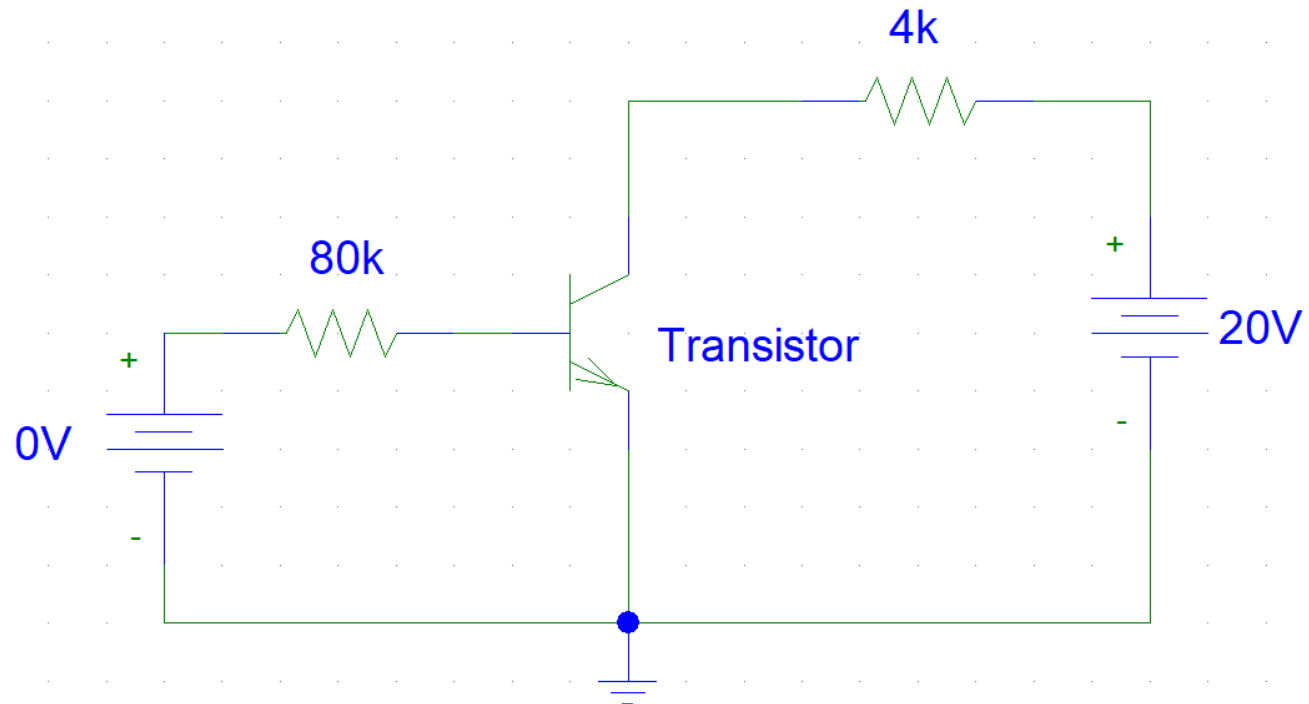 4k
80k
+
+
Transistor
20V
0V
-
-